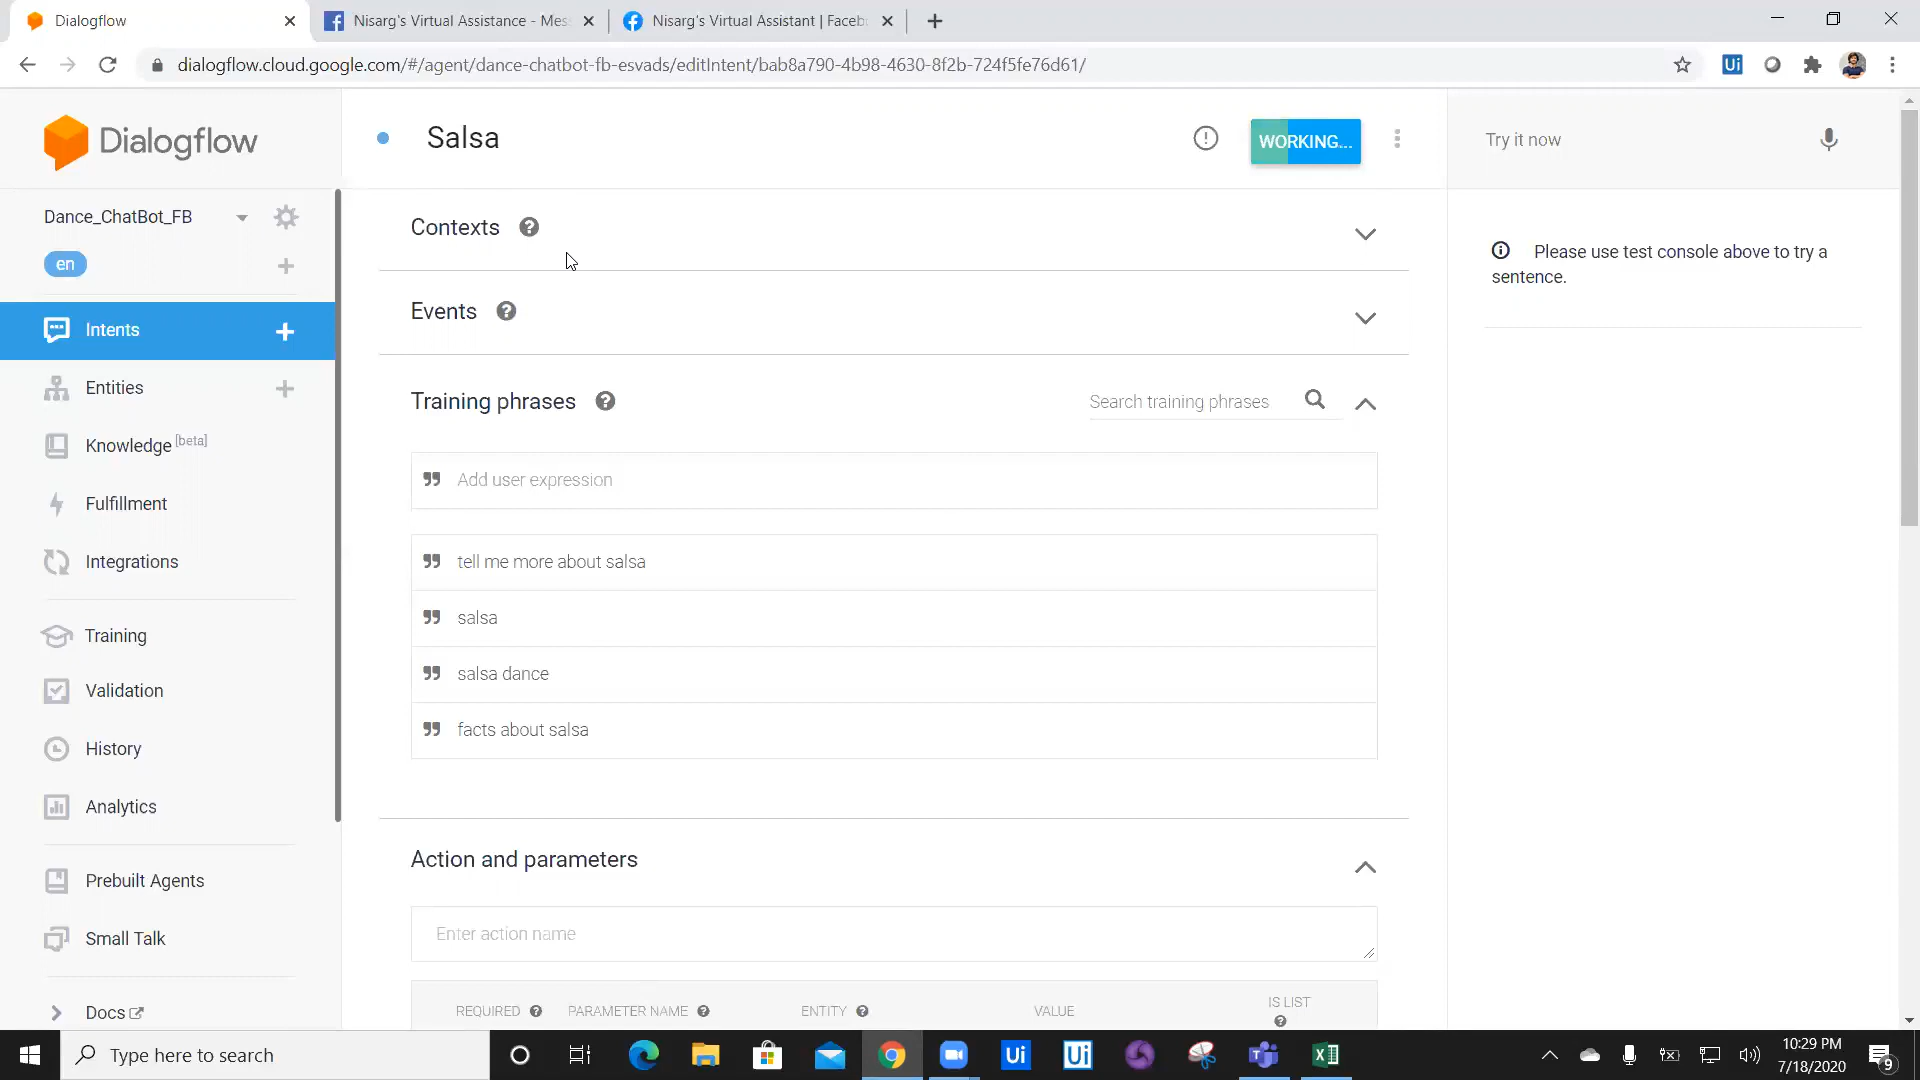 Dialogflow
Nisarg's Virtual Assistance - Mes
Nisarg's Virtual Assistant | Faceb
dialogflow.cloud.google.com/#/agent/dance-chatbot-fb-esvads/editIntent/bab8a790-4b98-4630-8f2b-724f5fe76d61/
Ui
Dialogflow
Salsa
WORKING...
Try it now
Dance_ChatBot_FB
en
Contexts
Please use test console above to try a
sentence.
Intents
Events
Entities
Training phrases
Search training phrases
Knowledge [beta]
Add user expression
Fulfillment
Integrations
tell me more about salsa
salsa
Training
salsa dance
Validation
facts about salsa
History
Analytics
Action and parameters
Prebuilt Agents
Enter action name
Small Talk
Docs
REQUIRED
PARAMETER NAME
ENTITY
VALUE
IS LIST
Type here to search
Ui
Ui
10:29 PM
7/18/2020
9